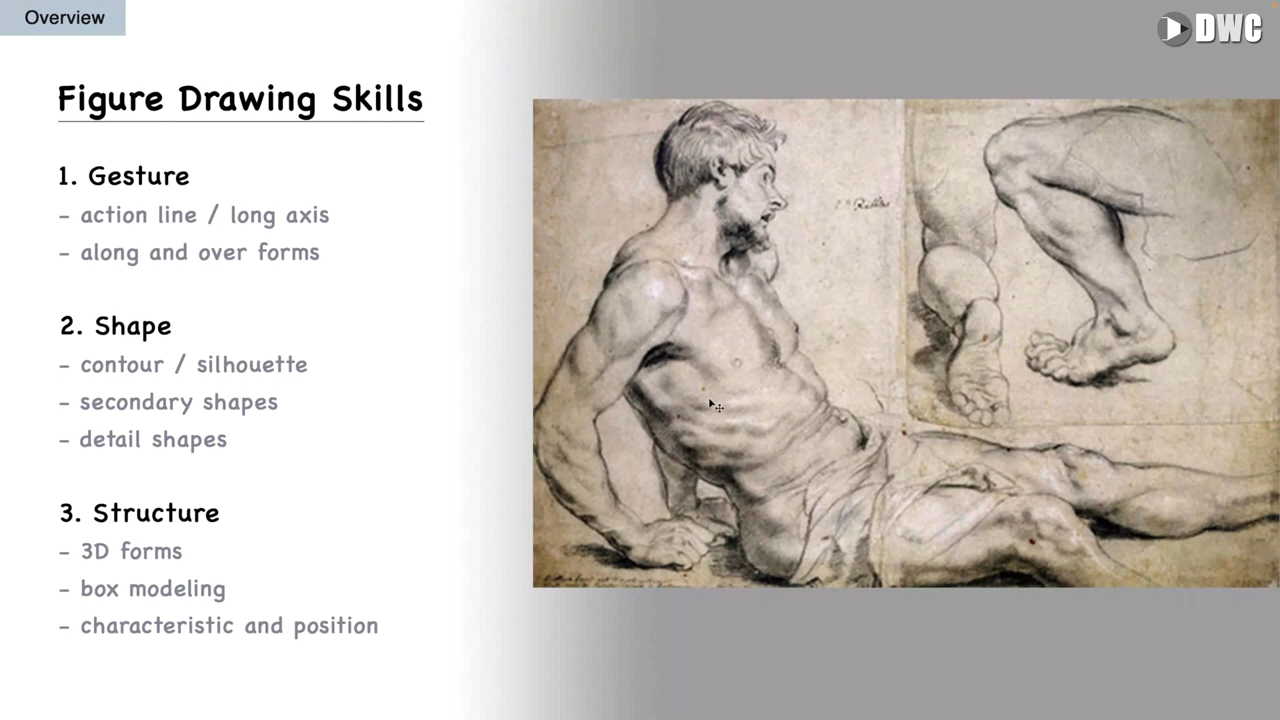 Overview
DWC
Figure Drawing Skills
1. Gesture
- action line / long axis
- along and over forms
2. Shape
- contour / silhouette
- secondary shapes
- detail shapes
3. Structure
- 3D forms
- box modeling
- characteristic and position